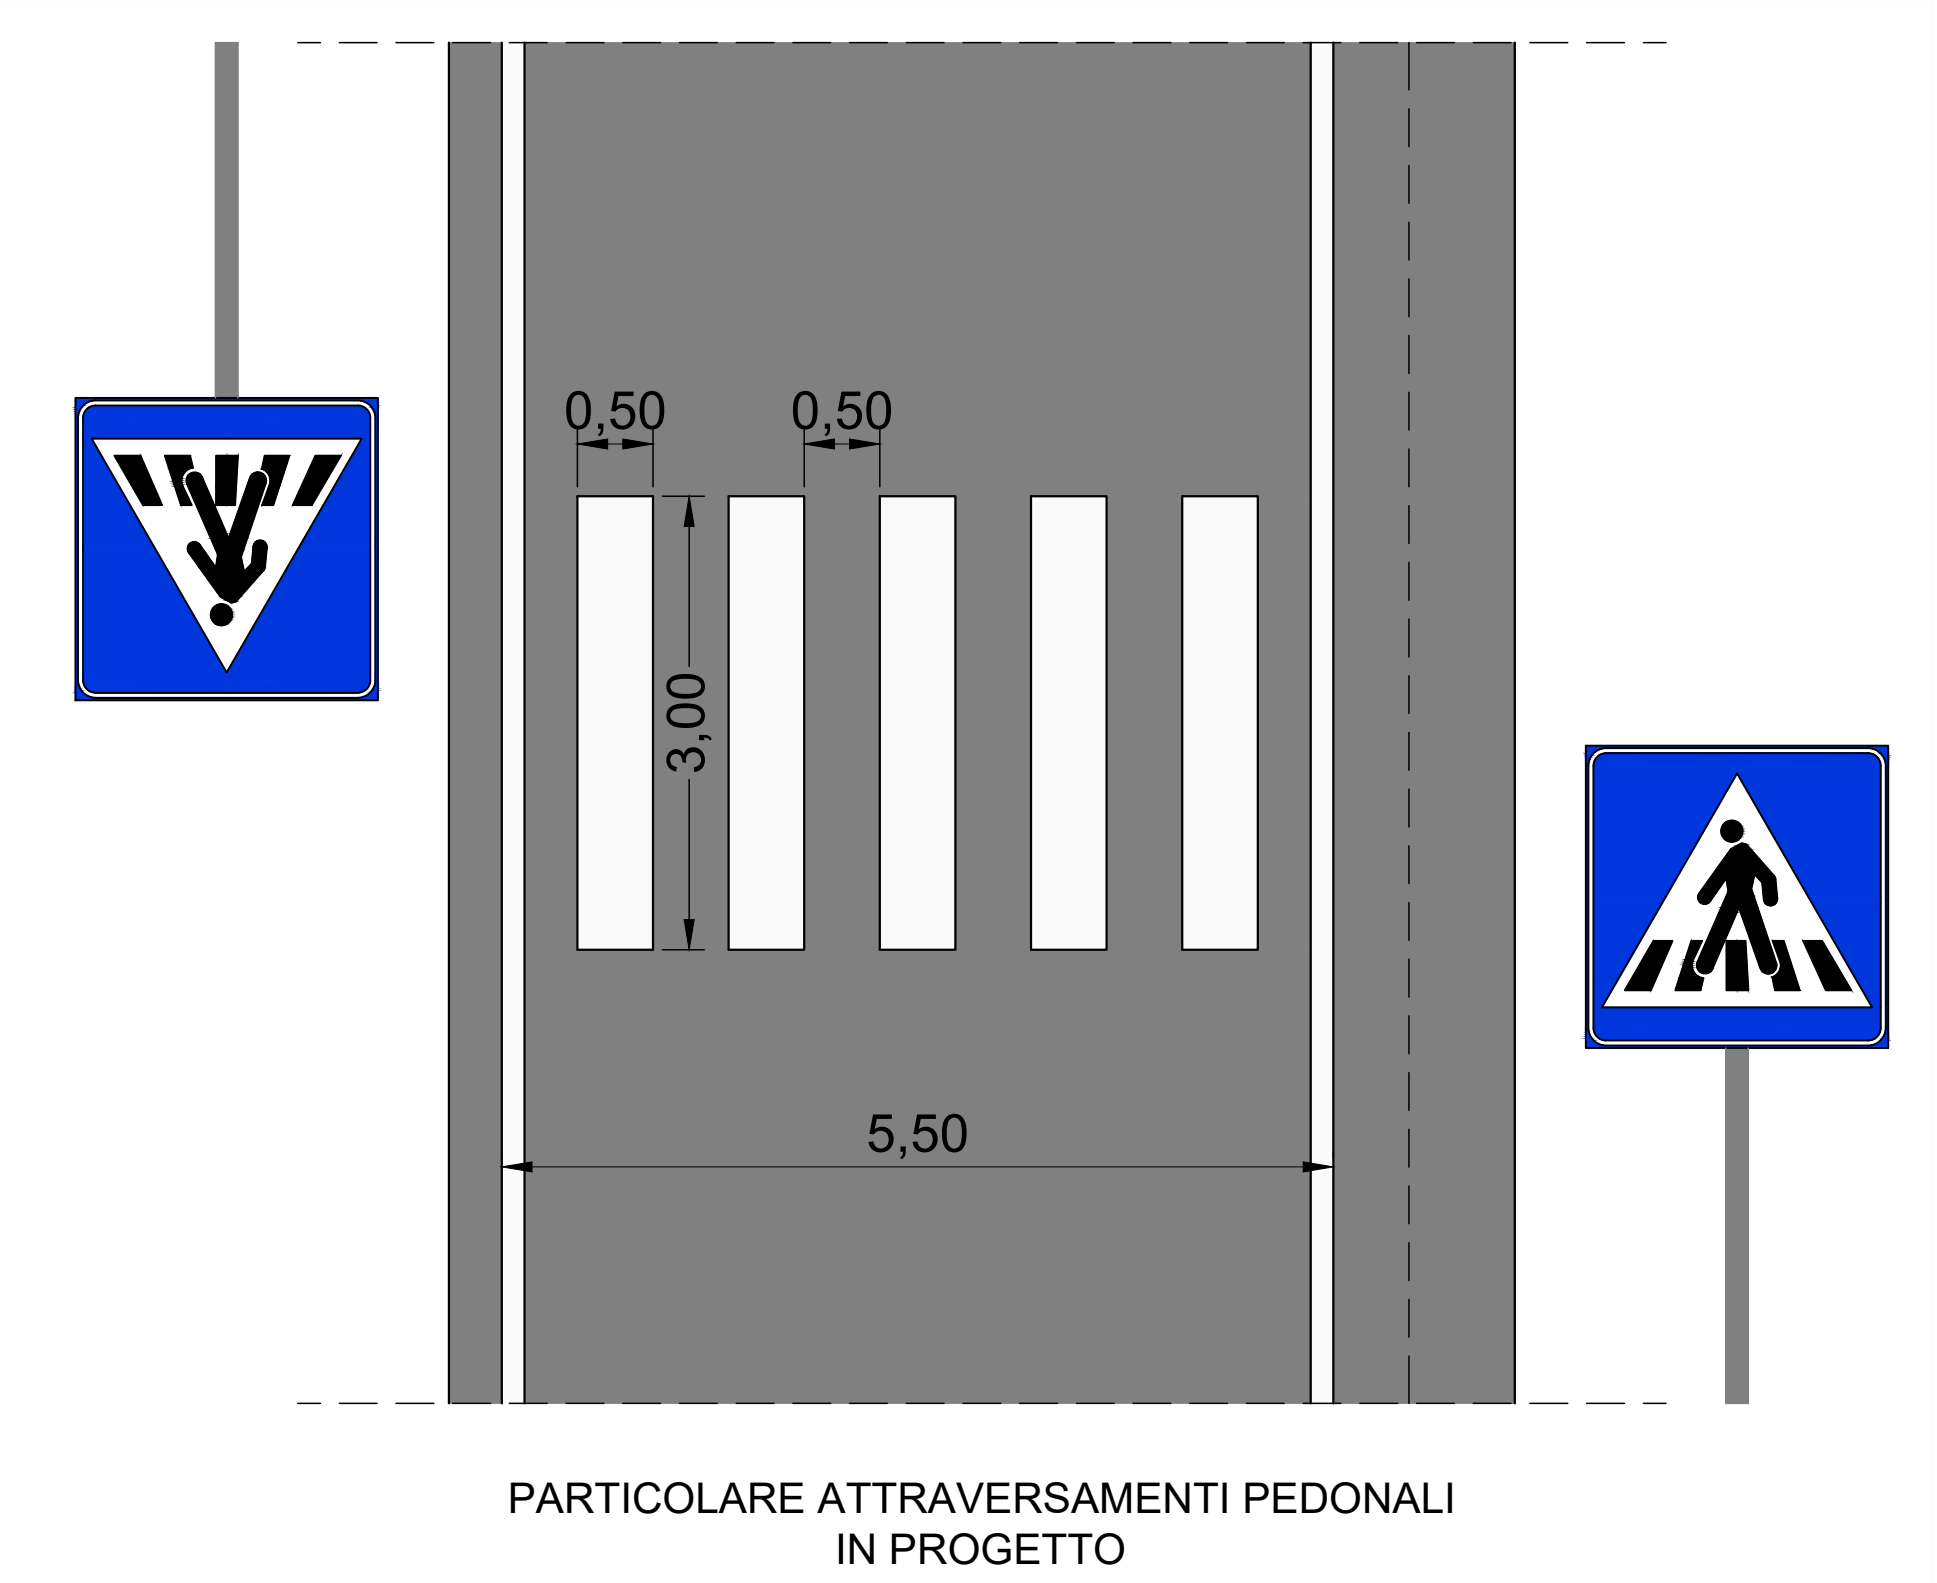 0,50
0,50
3,00
5,50
PARTICOLARE ATTRAVERSAMENTI PEDONALI
IN PROGETTO